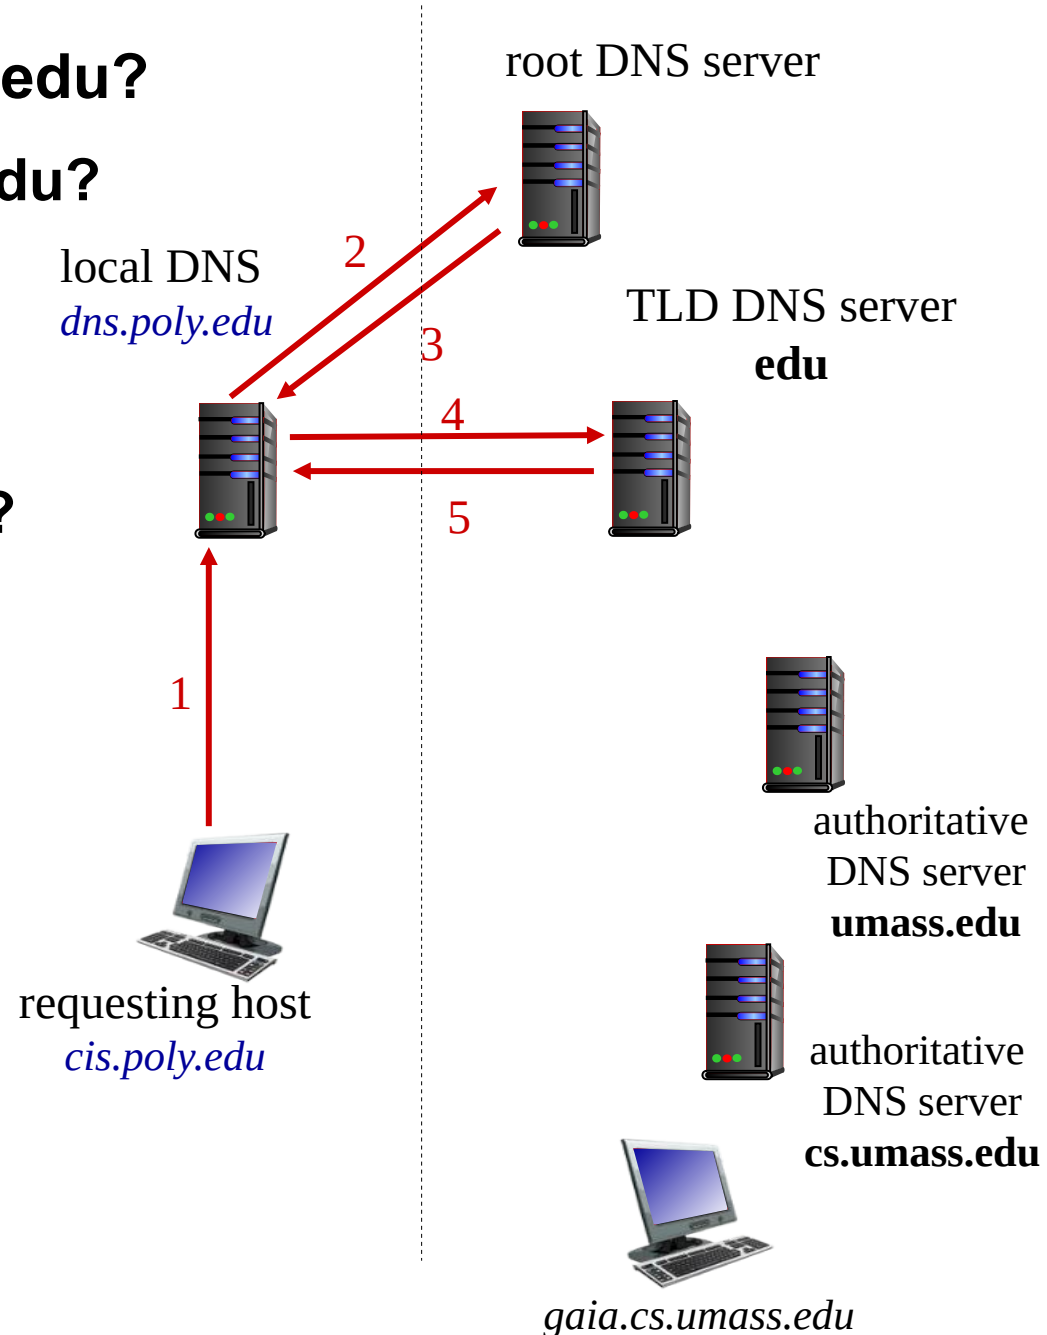 edu?
root DNS server
du?
2
local DNS
dns.poly.edu
3
TLD DNS server
edu
4
?
5
1
authoritative
DNS server
umass.edu
requesting host
cis.poly.edu
authoritative
DNS server
cs.umass.edu
gaia.cs.umass.edu